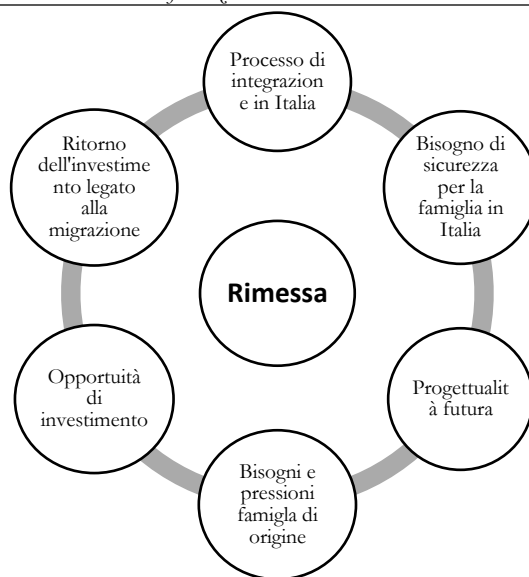 Processo di
integrazion
e in Italia
Bisogno di
sicurezza
per la
famiglia in
Italia
Progettualit
à futura
Bisogni e
pressioni
famigla di
origine
Opportuità
di
investimento
Ritorno
dell'investime
nto legato
alla
migrazione
Rimessa